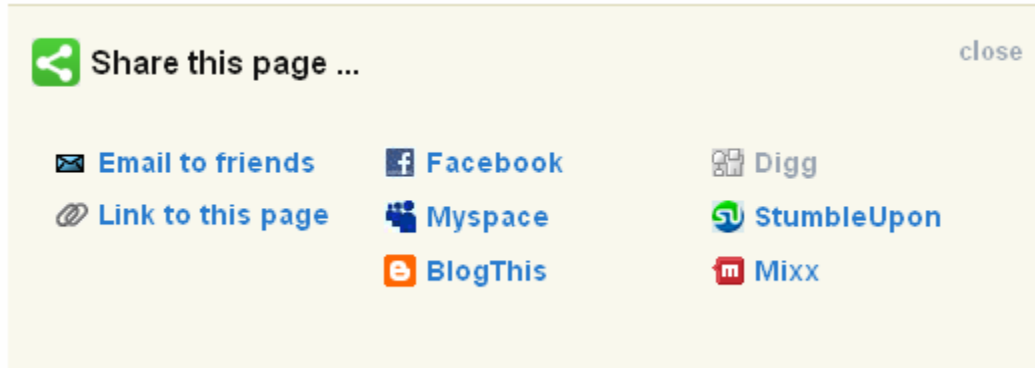 Share this page ...
close
Email to friends
Link to this page
Facebook
Myspace
BlogThis
Digg
StumbleUpon
Mixx